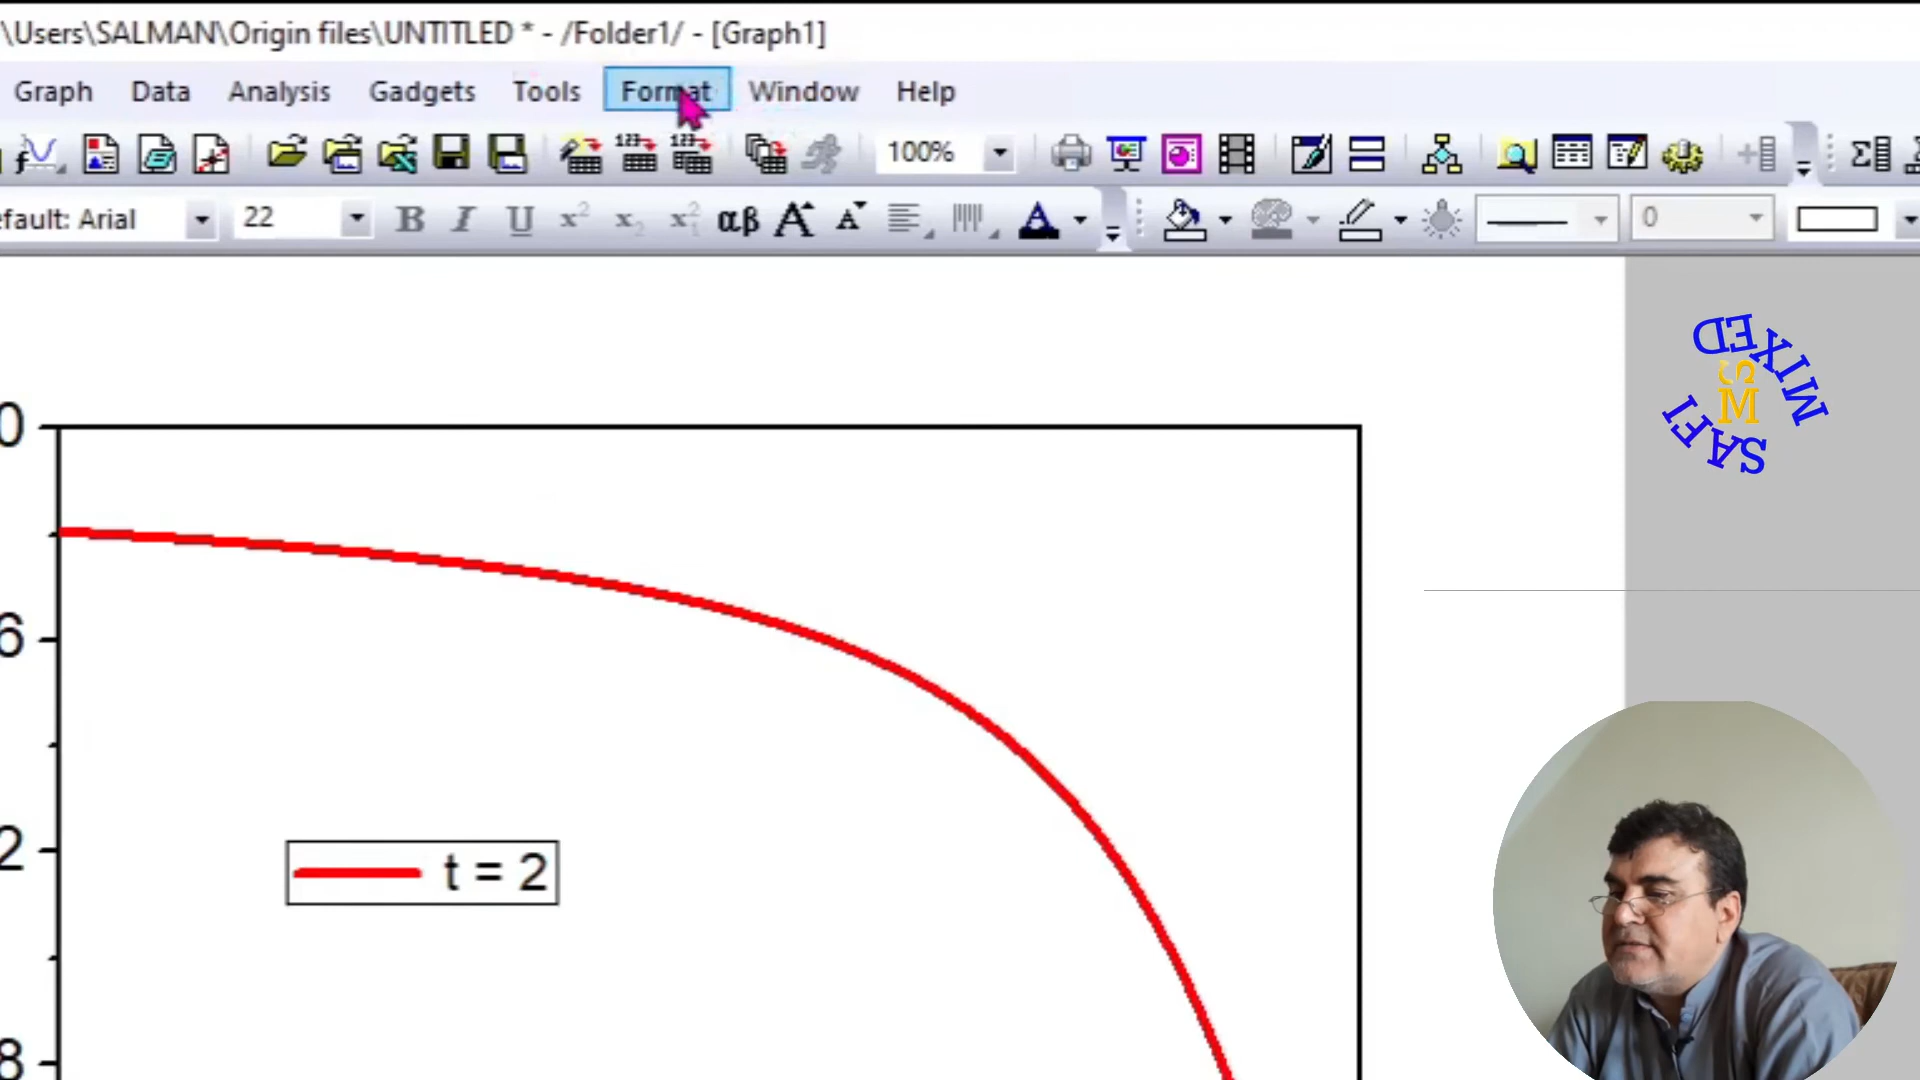 \Users\SALMAN\Origin files\UNTITLED * - /Folder1/ - [Graph1]
Graph Data Analysis Gadgets Tools Format Window Help
100%
efault: Arial 22 B I U x² x₂ αβ A A A 0
MIXED
SM
SAFI
0
6
t = 2
2
8